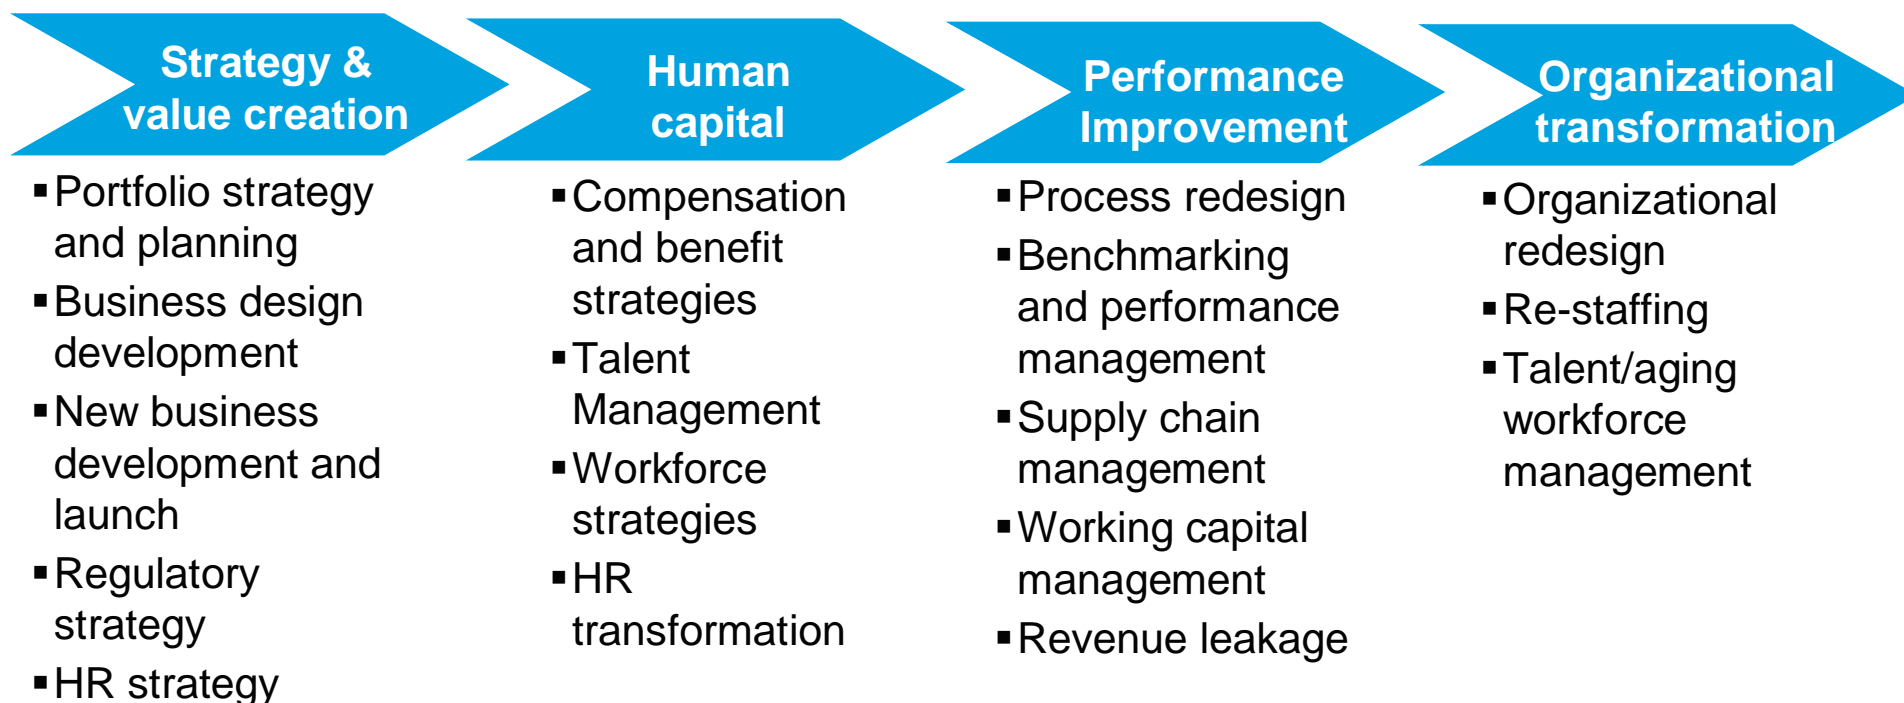 Strategy &
value creation
▪Portfolio strategy
and planning
▪Business design
development
▪New business
development and
launch
▪Regulatory
strategy
▪HR strategy
Human
capital
▪Compensation
and benefit
strategies
▪Talent
Management
▪Workforce
strategies
▪HR
transformation
Performance
Improvement
▪Process redesign
▪Benchmarking
and performance
management
▪Supply chain
management
▪Working capital
management
▪Revenue leakage
Organizational
transformation
▪Organizational
redesign
▪Re-staffing
▪Talent/aging
workforce
management